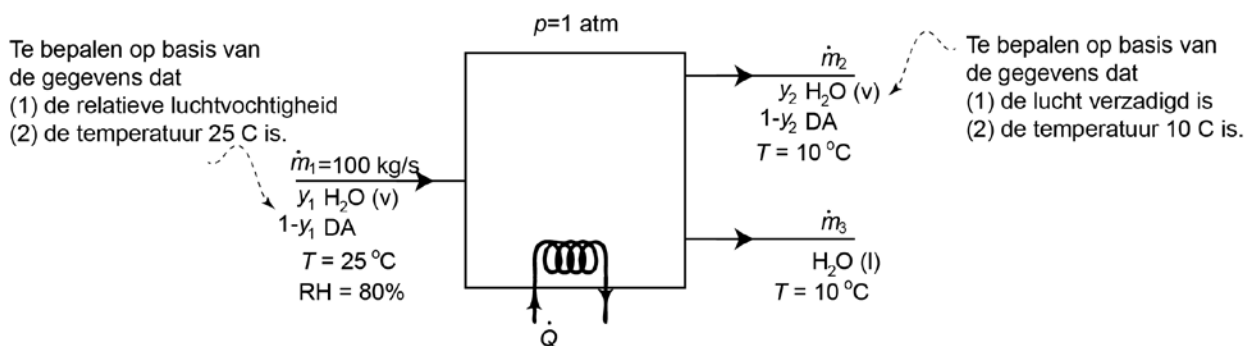 p=1 atm
Te bepalen op basis van
de gegevens dat
(1) de relatieve luchtvochtigheid
(2) de temperatuur 25 C is.
ṁ₁=100 kg/s
y₁ H₂O (v)
1-y₁ DA
T = 25 °C
RH = 80%
Q̇
ṁ₂
y₂ H₂O (v)
1-y₂ DA
T = 10 °C
ṁ₃
H₂O (l)
T = 10 °C
Te bepalen op basis van
de gegevens dat
(1) de lucht verzadigd is
(2) de temperatuur 10 C is.